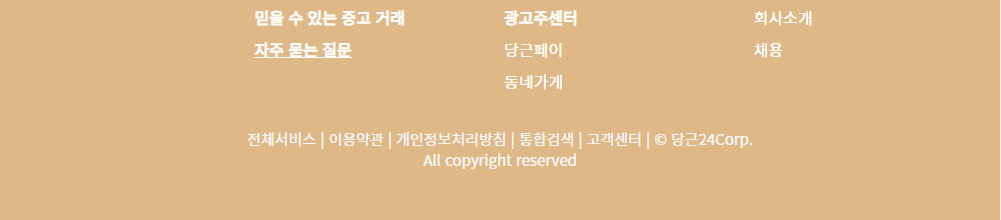 믿을 수 있는 중고 거래
자주 묻는 질문
광고주센터
당근페이
동네가게
회사소개
채용
전체서비스 | 이용약관 | 개인정보처리방침 | 통합검색 | 고객센터 | © 당근24Corp.
All copyright reserved